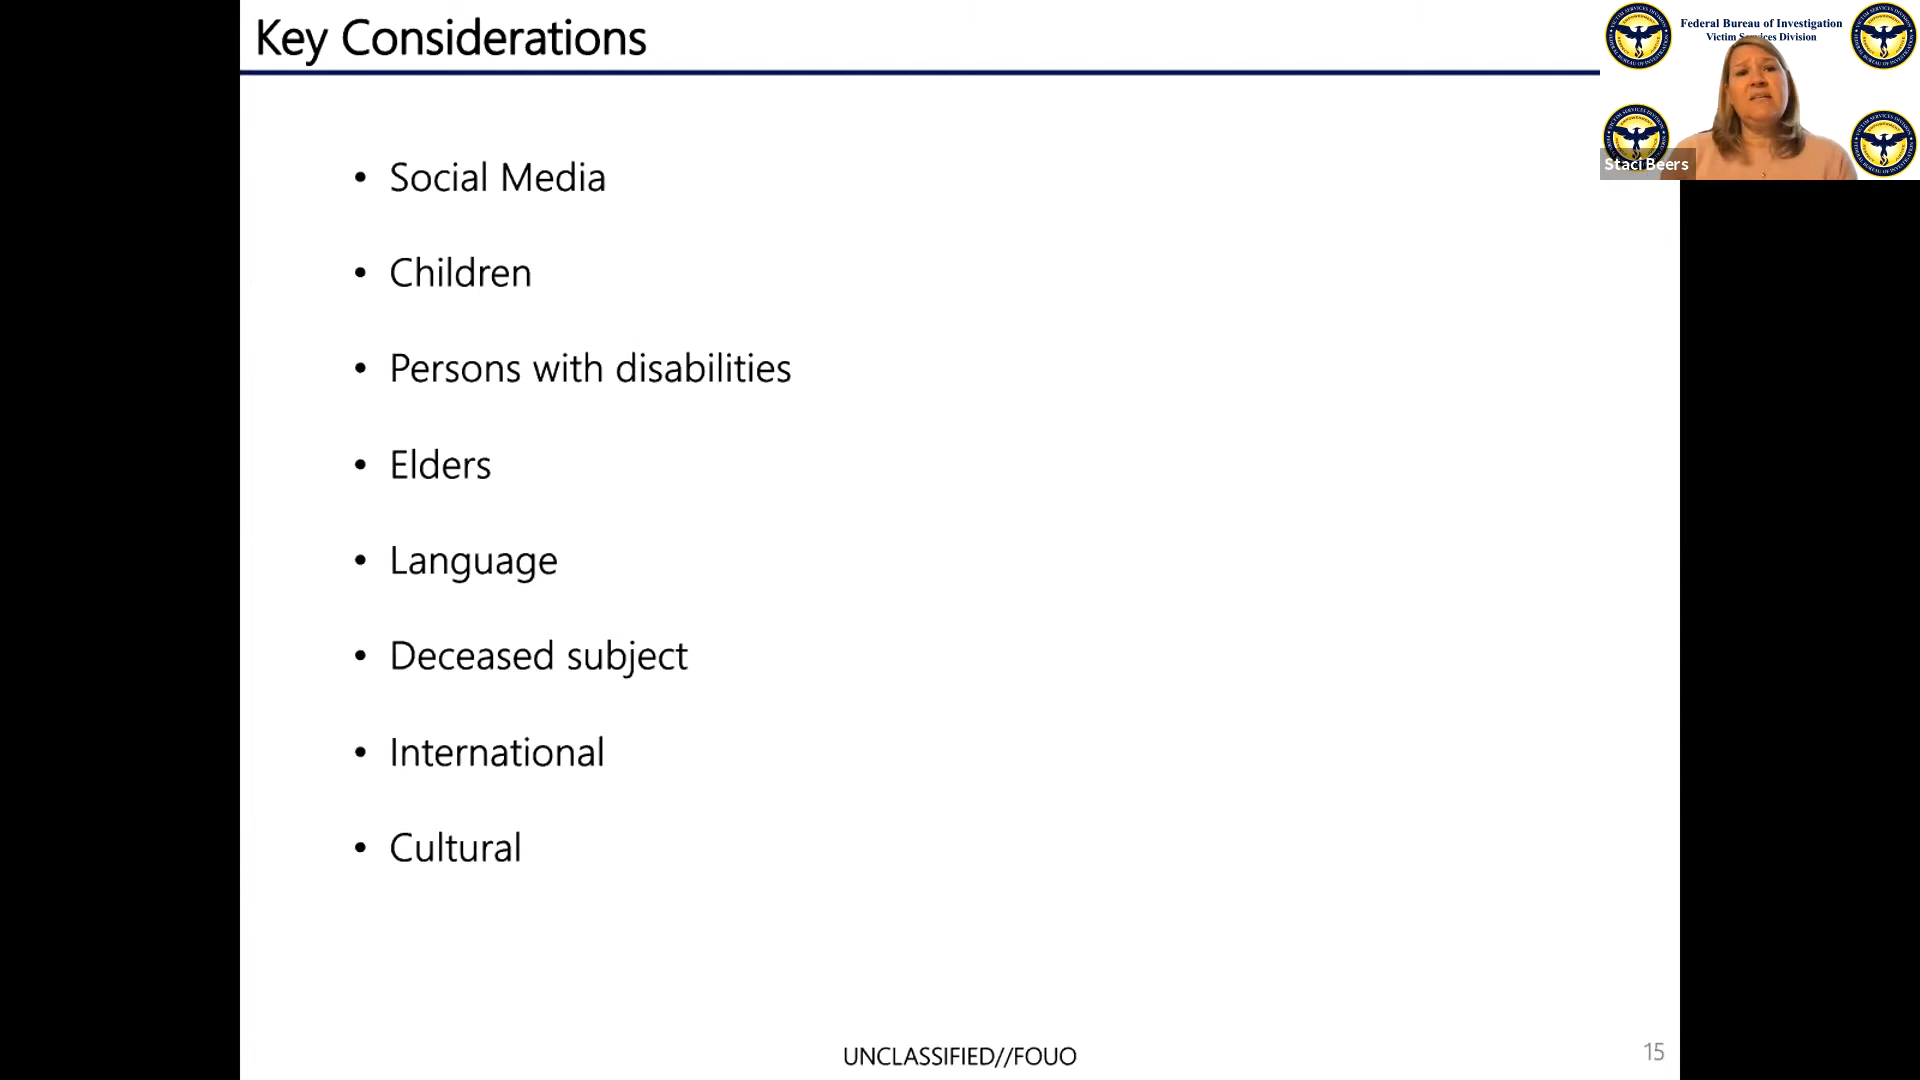 Key Considerations
Federal Bureau of Investigation
Victim Services Division
Staci Beers
• Social Media
• Children
• Persons with disabilities
• Elders
• Language
• Deceased subject
• International
• Cultural
UNCLASSIFIED//FOUO
15